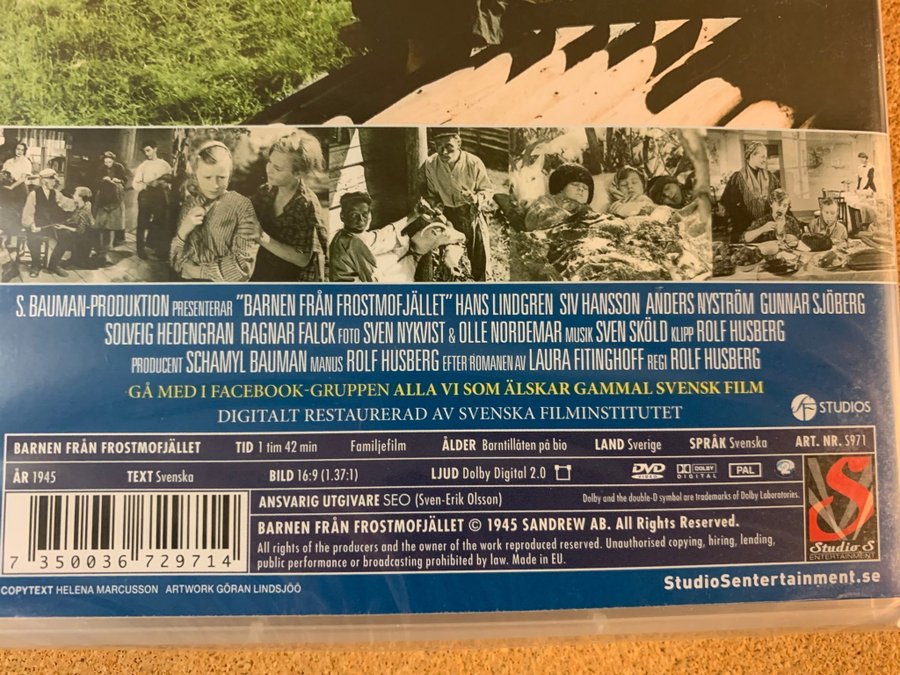 S. BAUMAN-PRODUKTION PRESENTERAR "BARNEN FRÅN FROSTMOFJÄLLET" HANS LINDGREN SIV HANSSON ANDERS NYSTRÖM GUNNAR SJÖBERG
SOLVEIG HEDENGRAN RAGNAR FALCK FOTO SVEN NYKVIST & OLLE NORDEMAR MUSIK SVEN SKÖLD KLIPP ROLF HUSBERG
PRODUCENT SCHAMYL BAUMAN MANUS ROLF HUSBERG EFTER ROMANEN AV LAURA FITINGHOFF REGI ROLF HUSBERG
GÅ MED I FACEBOOK-GRUPPEN ALLA VI SOM ÄLSKAR GAMMAL SVENSK FILM
DIGITALT RESTAURERAD AV SVENSKA FILMINSTITUTET
SF STUDIOS
BARNEN FRÅN FROSTMOFJÄLLET TID 1 tim 42 min Familjefilm ÅLDER Barntillåten på bio LAND Sverige SPRÅK Svenska ART. NR. S971
ÅR 1945 TEXT Svenska BILD 16:9 (1.37:1) LJUD Dolby Digital 2.0 DVD VIDEO DOLBY DIGITAL PAL 2
ANSVARIG UTGIVARE SEO (Sven-Erik Olsson) Dolby and the double-D symbol are trademarks of Dolby Laboratories.
BARNEN FRÅN FROSTMOFJÄLLET © 1945 SANDREW AB. All Rights Reserved.
All rights of the producers and the owner of the work reproduced reserved. Unauthorised copying, hiring, lending,
public performance or broadcasting prohibited by law. Made in EU.
7 350036 729714
S
Studio S
ENTERTAINMENT
COPYTEXT HELENA MARCUSSON ARTWORK GÖRAN LINDSJÖÖ
StudioSentertainment.se